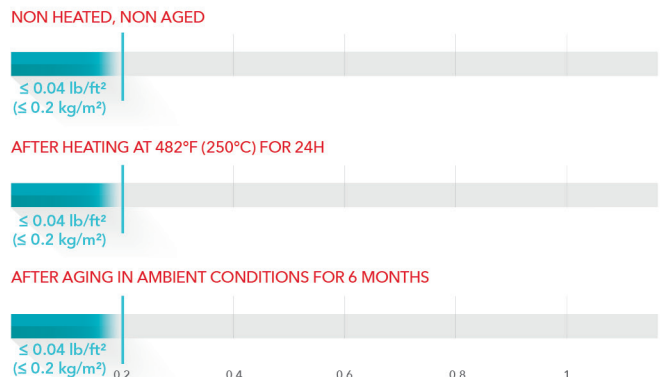 NON HEATED, NON AGED
≤ 0.04 lb/ft²
(≤ 0.2 kg/m²)
AFTER HEATING AT 482°F (250°C) FOR 24H
≤ 0.04 lb/ft²
(≤ 0.2 kg/m²)
AFTER AGING IN AMBIENT CONDITIONS FOR 6 MONTHS
≤ 0.04 lb/ft²
(≤ 0.2 kg/m²)
0.2 0.4 0.6 0.8 1